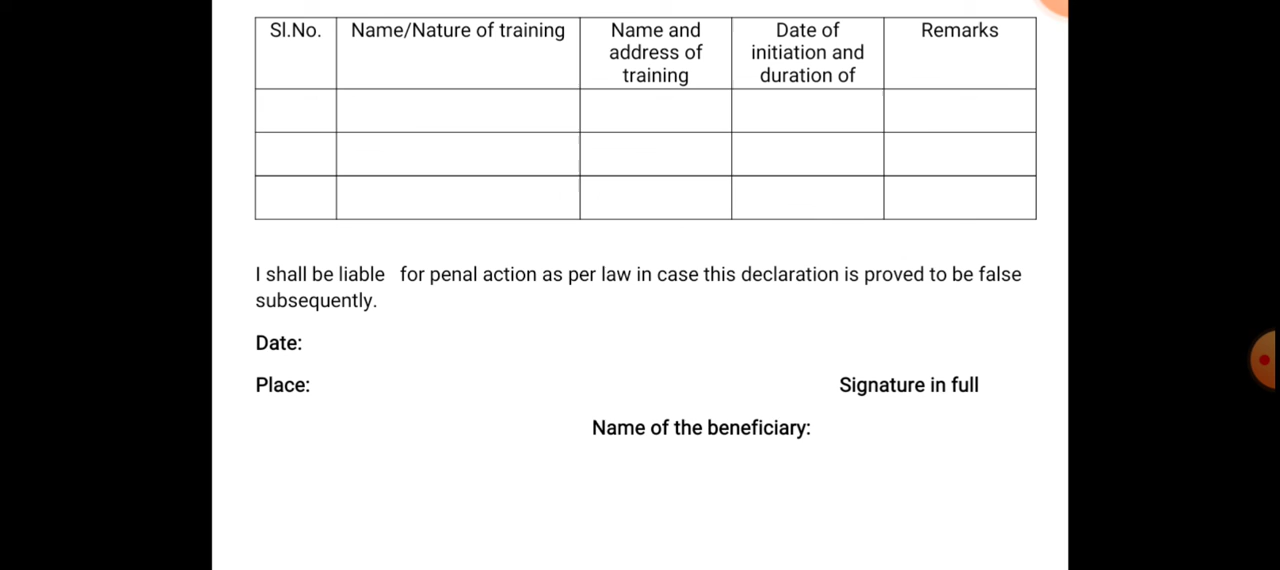 Sl.No. Name/Nature of training Name and address of training Date of initiation and duration of Remarks
I shall be liable for penal action as per law in case this declaration is proved to be false
subsequently.
Date:
Place: Signature in full
Name of the beneficiary: